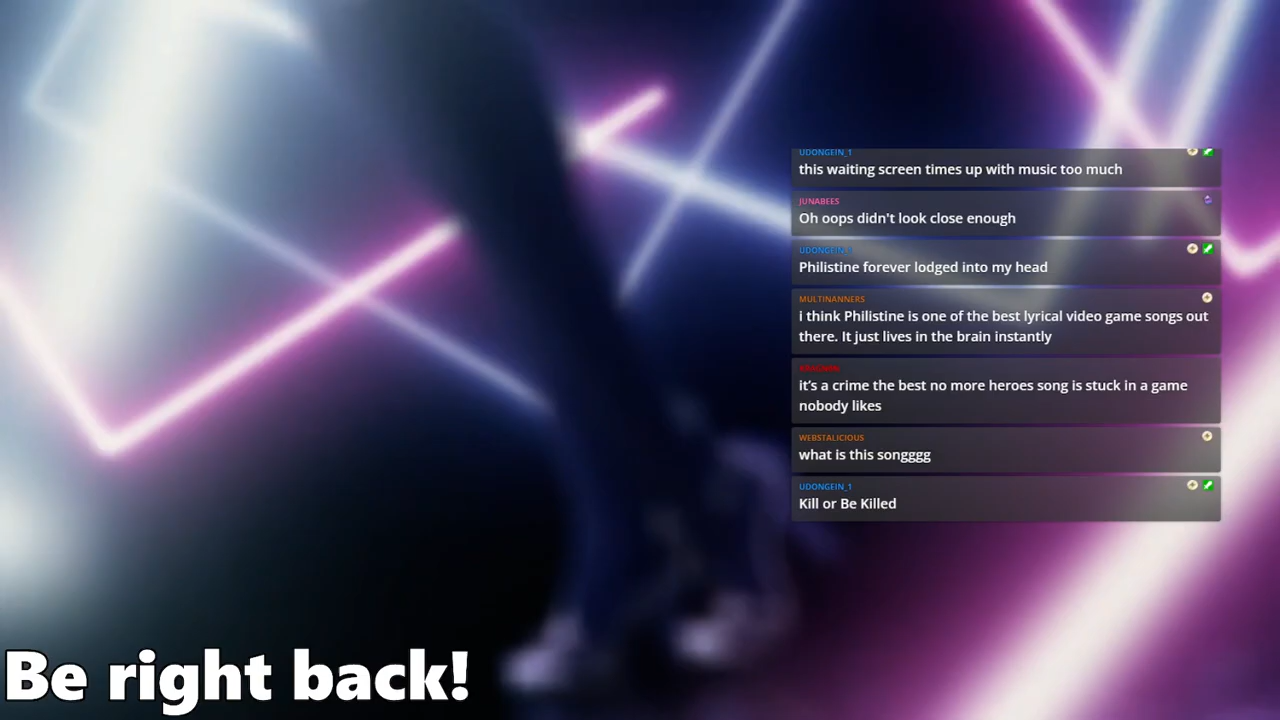 UDONGEIN_1
this waiting screen times up with music too much
JUNABEES
Oh oops didn't look close enough
UDONGEIN_1
Philistine forever lodged into my head
MULTINANNERS
i think Philistine is one of the best lyrical video game songs out
there. It just lives in the brain instantly
it's a crime the best no more heroes song is stuck in a game
nobody likes
WEBSTALICIOUS
what is this songggg
UDONGEIN_1
Kill or Be Killed
Be right back!